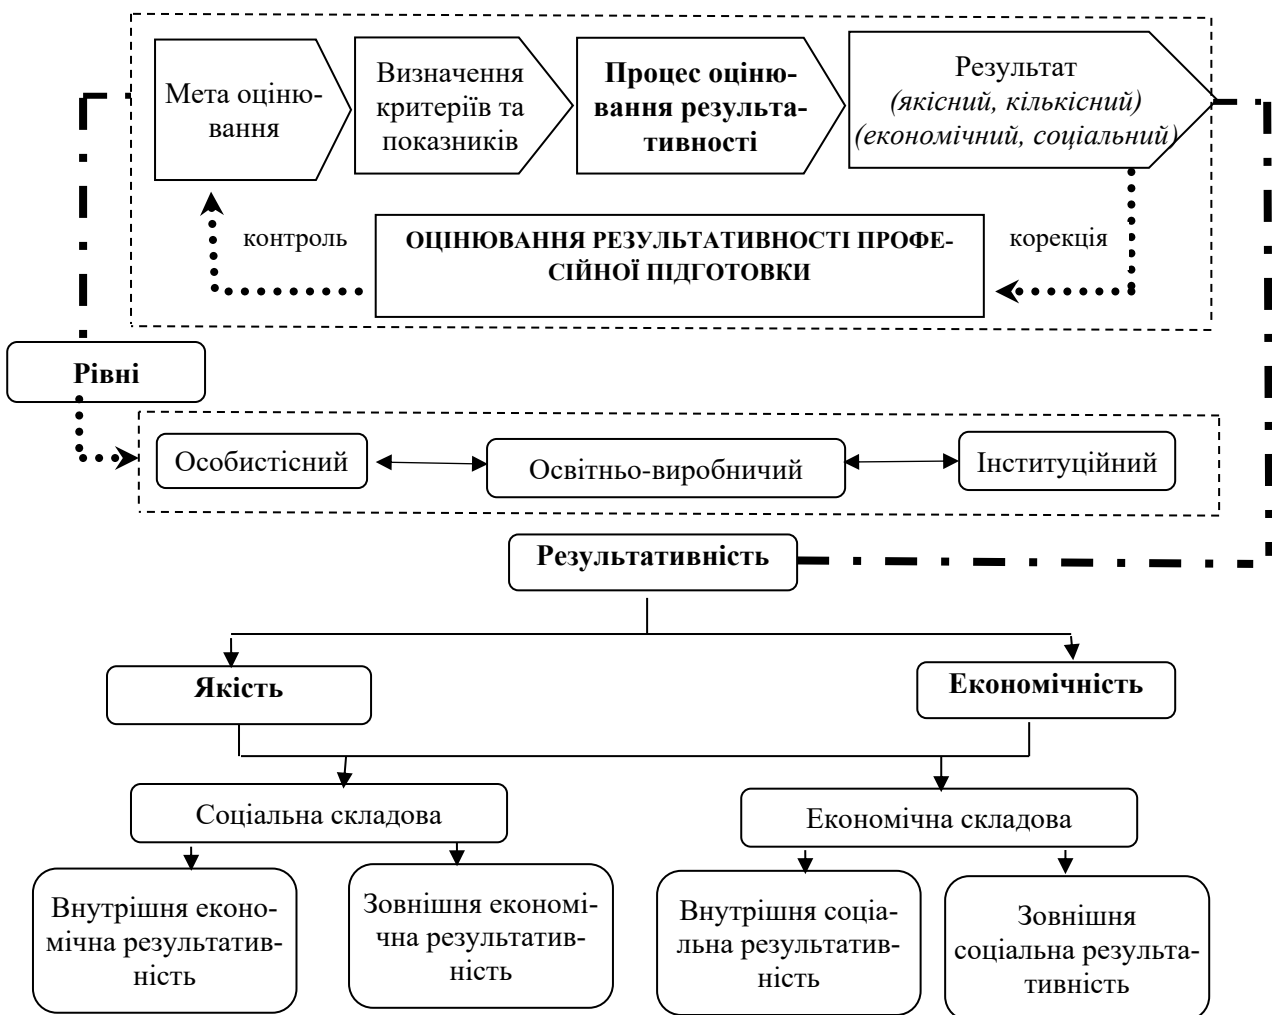 Мета оціню-
вання
Визначення
критеріїв та
показників
Процес оціню-
вання результа-
тивності
Результат
(якісний, кількісний)
(економічний, соціальний)
контроль
ОЦІНЮВАННЯ РЕЗУЛЬТАТИВНОСТІ ПРОФЕ-
СІЙНОЇ ПІДГОТОВКИ
корекція
Рівні
Особистісний
Освітньо-виробничий
Інституційний
Результативність
Якість
Економічність
Соціальна складова
Економічна складова
Внутрішня еконо-
мічна результатив-
ність
Зовнішня економі-
чна результатив-
ність
Внутрішня соціа-
льна результатив-
ність
Зовнішня
соціальна результа-
тивність